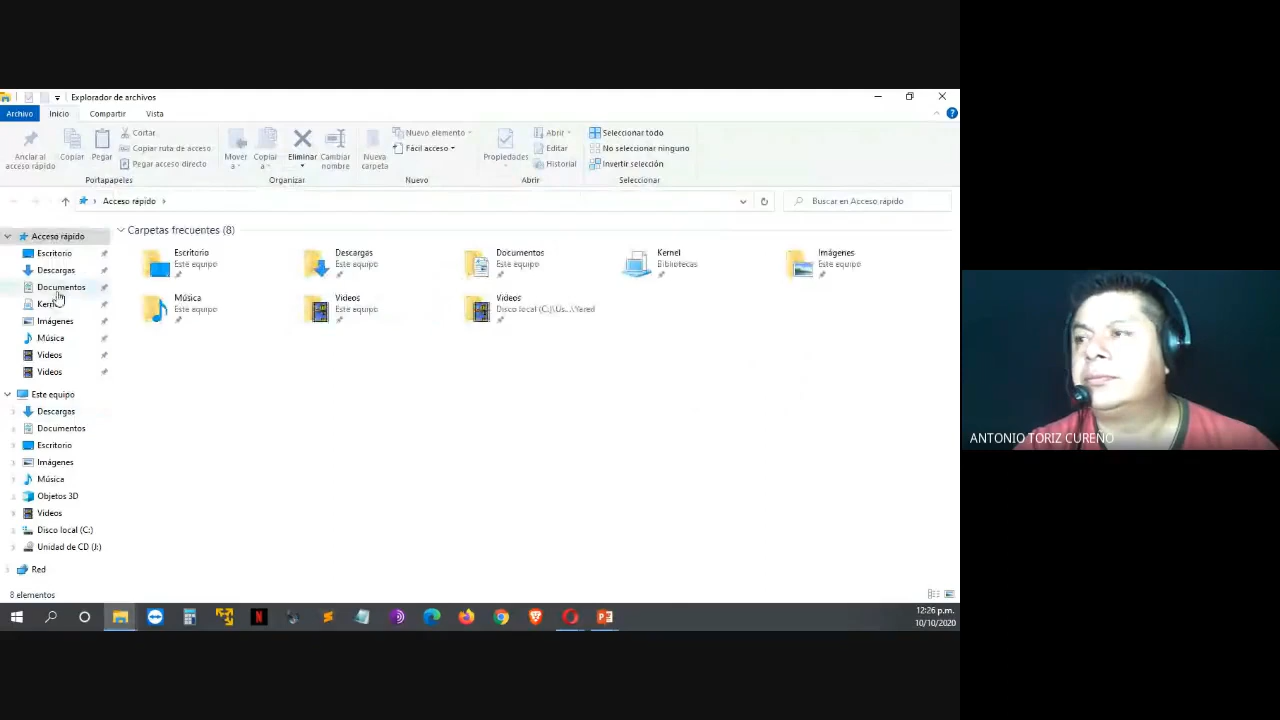 Explorador de archivos
Archivo Inicio Compartir Vista
Anclar al acceso rápido
Copiar
Pegar
Cortar
Copiar ruta de acceso
Pegar acceso directo
Portapapeles
Mover a
Copiar a
Eliminar
Cambiar nombre
Organizar
Nueva carpeta
Nuevo elemento
Fácil acceso
Nuevo
Propiedades
Abrir
Editar
Historial
Abrir
Seleccionar todo
No seleccionar ninguno
Invertir selección
Seleccionar
Acceso rápido
Buscar en Acceso rápido
Acceso rápido
Escritorio
Descargas
Documentos
Imágenes
Música
Videos
Videos
Este equipo
Descargas
Documentos
Escritorio
Imágenes
Música
Objetos 3D
Videos
Disco local (C:)
Unidad de CD (J:)
Red
Carpetas frecuentes (8)
Escritorio
Este equipo
Descargas
Este equipo
Documentos
Este equipo
Kernel
Bibliotecas
Imágenes
Este equipo
Música
Este equipo
Videos
Este equipo
Videos
Disco local (C:)\Us...\Yered
8 elementos
12:26 p.m.
10/10/2020
ANTONIO TORIZ CUREÑO